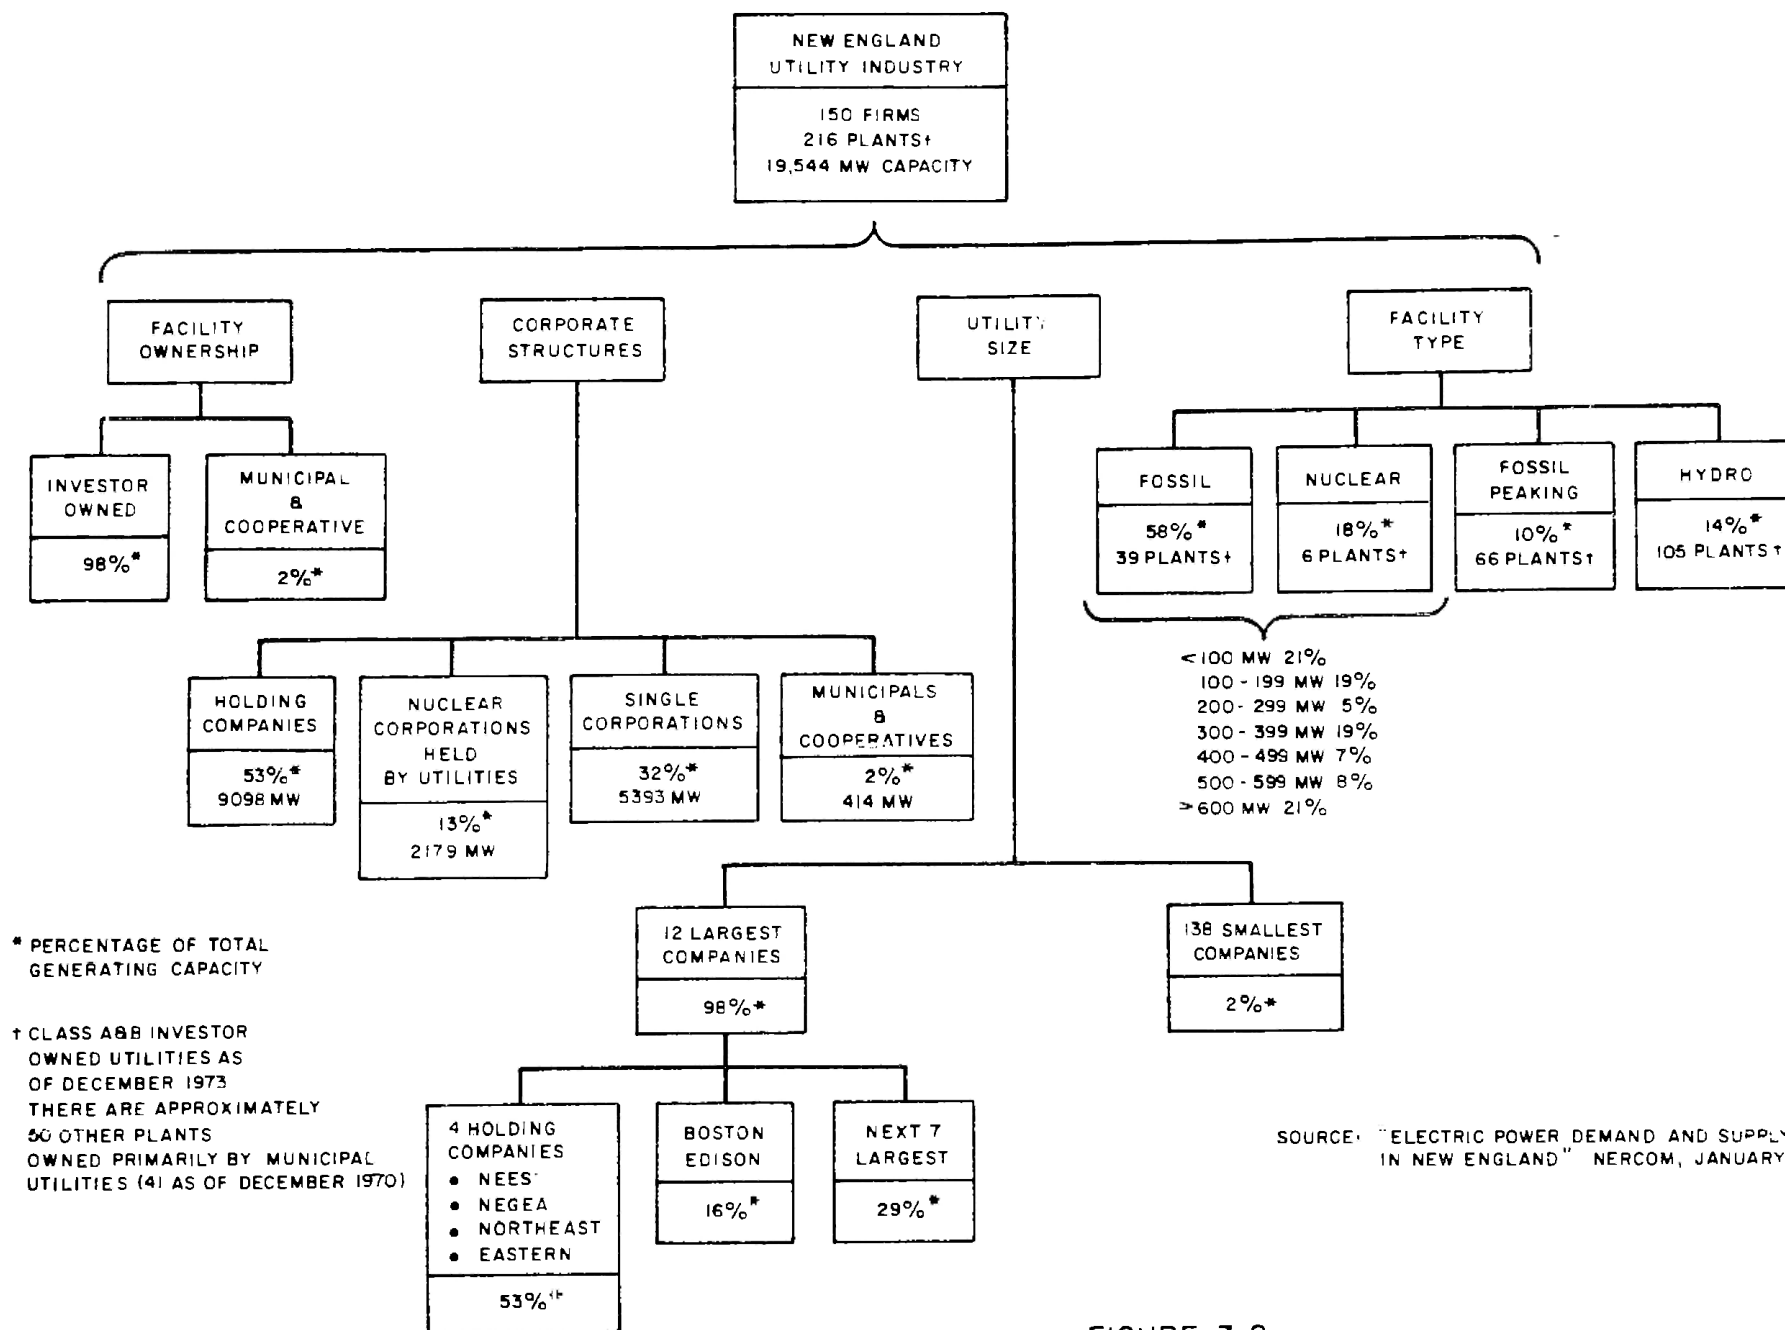 NEW ENGLAND
UTILITY INDUSTRY
150 FIRMS
216 PLANTS†
19,544 MW CAPACITY
FACILITY
OWNERSHIP
CORPORATE
STRUCTURES
UTILITY
SIZE
FACILITY
TYPE
INVESTOR
OWNED
98%*
MUNICIPAL
&
COOPERATIVE
2%*
FOSSIL
58%*
39 PLANTS†
NUCLEAR
18%*
6 PLANTS†
FOSSIL
PEAKING
10%*
66 PLANTS†
HYDRO
14%*
105 PLANTS†
<100 MW 21%
100-199 MW 19%
200-299 MW 5%
300-399 MW 19%
400-499 MW 7%
500-599 MW 8%
>600 MW 21%
HOLDING
COMPANIES
53%*
9098 MW
NUCLEAR
CORPORATIONS
HELD
BY UTILITIES
13%*
2179 MW
SINGLE
CORPORATIONS
32%*
5393 MW
MUNICIPALS
&
COOPERATIVES
2%*
414 MW
12 LARGEST
COMPANIES
98%*
138 SMALLEST
COMPANIES
2%*
4 HOLDING
COMPANIES
• NEES
• NEGEA
• NORTHEAST
• EASTERN
53%*
BOSTON
EDISON
16%*
NEXT 7
LARGEST
29%*
* PERCENTAGE OF TOTAL
GENERATING CAPACITY
† CLASS A&B INVESTOR
OWNED UTILITIES AS
OF DECEMBER 1973
THERE ARE APPROXIMATELY
50 OTHER PLANTS
OWNED PRIMARILY BY MUNICIPAL
UTILITIES (41 AS OF DECEMBER 1970)
SOURCE: "ELECTRIC POWER DEMAND AND SUPPLY
IN NEW ENGLAND" NERCOM, JANUARY